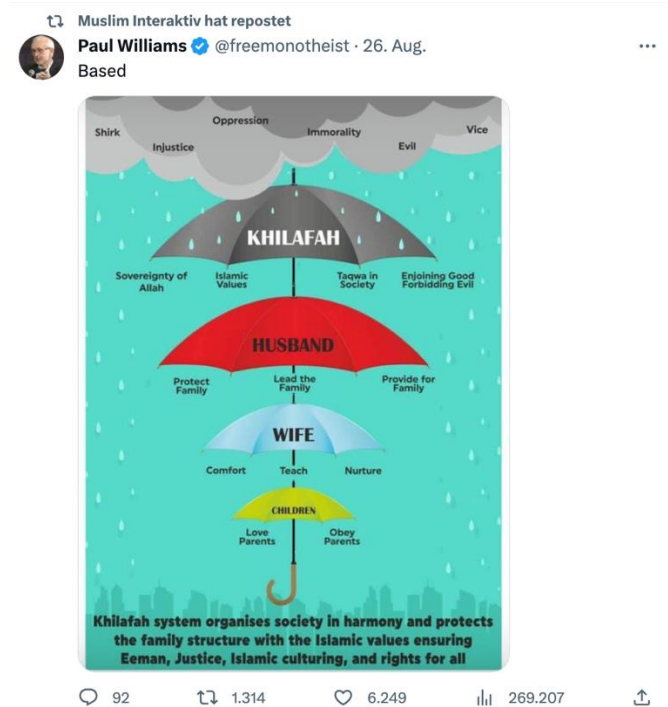 Muslim Interaktiv hat repostet
Paul Williams @freemonotheist · 26. Aug.
Based
Oppression
Shirk
Immorality
Vice
Injustice
Evil
KHILAFAH
Sovereignty of
Allah
Islamic
Values
Taqwa in
Society
Enjoining Good
Forbidding Evil
HUSBAND
Protect
Family
Lead the
Family
Provide for
Family
WIFE
Comfort
Teach
Nurture
CHILDREN
Love
Parents
Obey
Parents
Khilafah system organises society in harmony and protects
the family structure with the Islamic values ensuring
Eeman, Justice, Islamic culturing, and rights for all
92 1.314 6.249 269.207